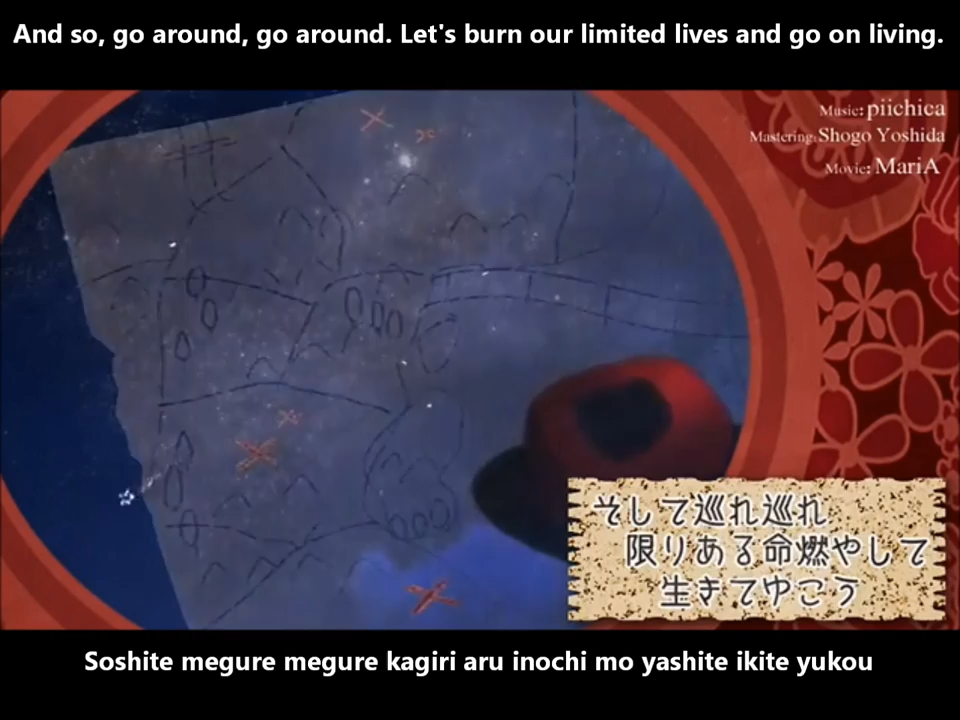 And so, go around, go around. Let's burn our limited lives and go on living.
Music: piichica
Mastering: Shogo Yoshida
Movie: MariA
そして巡れ巡れ
限りある命燃やして
生きてゆこう
Soshite megure megure kagiri aru inochi mo yashite ikite yukou